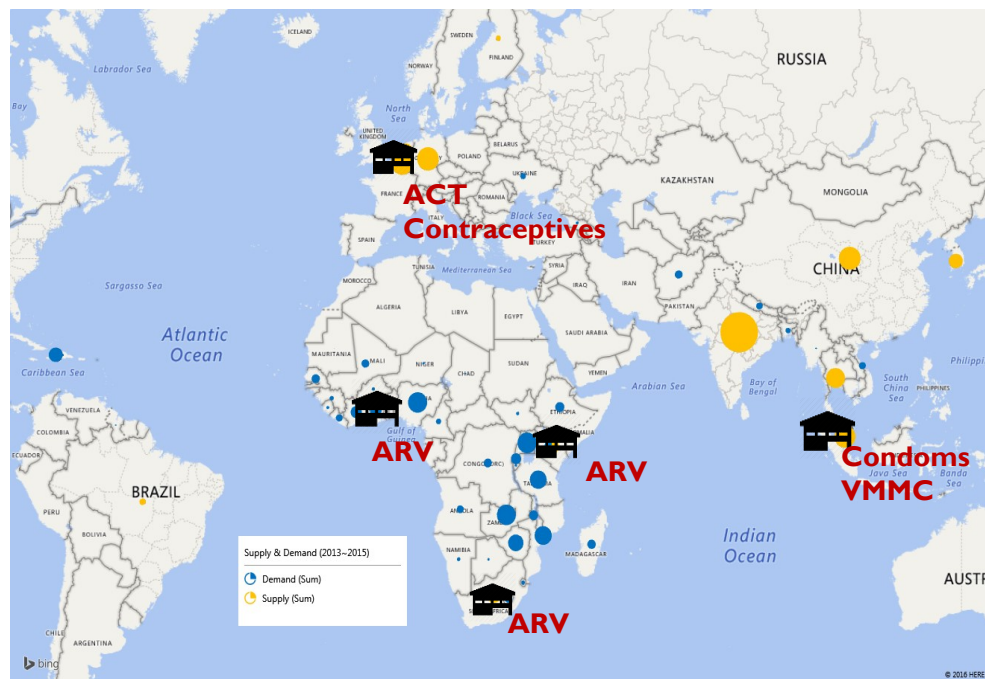 ICELAND
SWEDEN
FINLAND
RUSSIA
NORWAY
Labrador Sea
Bay
North
Sea
UNITED
KINGDOM
BELARUS
POLAND
UKRAINE
KAZAKHSTAN
MONGOLIA
FRANCE
ROMANIA
ACT
Contraceptives
ITALY
Black Sea
SPAIN
TURKEY
CHINA
Mediterranean Sea
SYRIA
TUNISIA
MOROCCO
IRAQ
IRAN
Sargasso Sea
ALGERIA
LIBYA
EGYPT
PAKISTAN
Atlantic
Ocean
SAUDI ARABIA
MAURITANIA
MALI
NIGER
CHAD
SUDAN
YEMEN
Arabian Sea
Bay of
Bengal
South
China
Sea
Philippi
PHILIPPINES
Caribbean Sea
VENEZUELA
COLOMBIA
ECUADOR
Gulf of
Guinea
ETHIOPIA
ARV
ARV
CONGO (DRC)
Condoms
VMMC
Java Sea
Banda
Sea
BRAZIL
PERU
BOLIVIA
ANGOLA
MADAGASCAR
NAMIBIA
Indian
Ocean
Supply & Demand (2013~2015)
Demand (Sum)
Supply (Sum)
AUST
ARV
CHILE
ARGENTINA
bing
© 2016 HERE